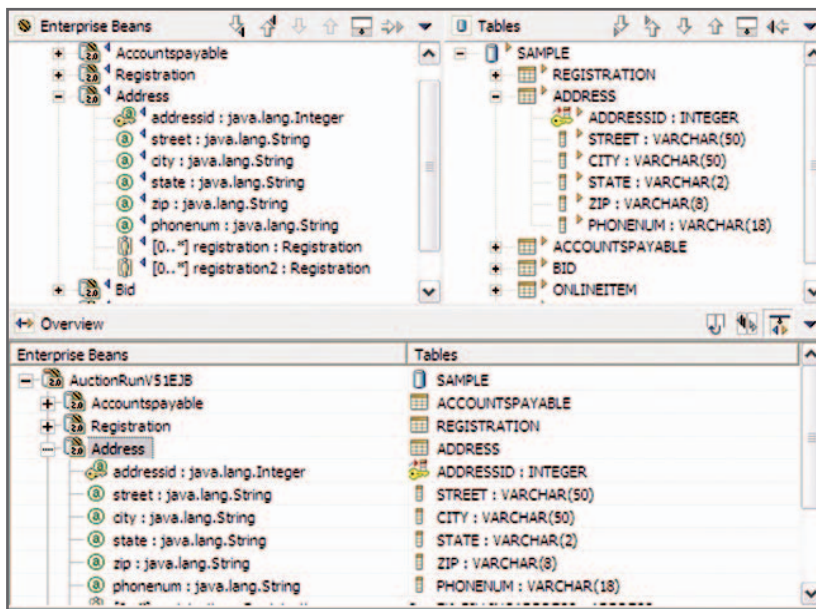 Enterprise Beans
Accountspayable
Registration
Address
addressid : java.lang.Integer
street : java.lang.String
city : java.lang.String
state : java.lang.String
zip : java.lang.String
phonenum : java.lang.String
[0..*] registration : Registration
[0..*] registration2 : Registration
Bid
Tables
SAMPLE
REGISTRATION
ADDRESS
ADDRESSID : INTEGER
STREET : VARCHAR(50)
CITY : VARCHAR(50)
STATE : VARCHAR(2)
ZIP : VARCHAR(8)
PHONENUM : VARCHAR(18)
ACCOUNTSPAYABLE
BID
ONLINEITEM
Overview
Enterprise Beans Tables
AuctionRunV51EJB SAMPLE
Accountspayable ACCOUNTSPAYABLE
Registration REGISTRATION
Address ADDRESS
addressid : java.lang.Integer ADDRESSID : INTEGER
street : java.lang.String STREET : VARCHAR(50)
city : java.lang.String CITY : VARCHAR(50)
state : java.lang.String STATE : VARCHAR(2)
zip : java.lang.String ZIP : VARCHAR(8)
phonenum : java.lang.String PHONENUM : VARCHAR(18)